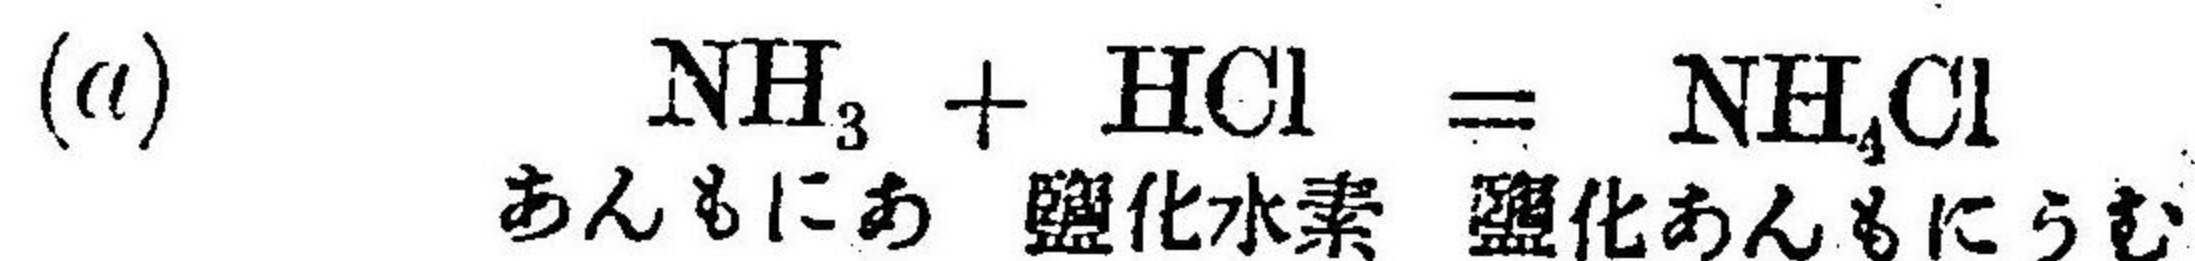 (a) NH₃ + HCl = NH₄Cl
あんもにあ 鹽化水素 鹽化あんもにうむ